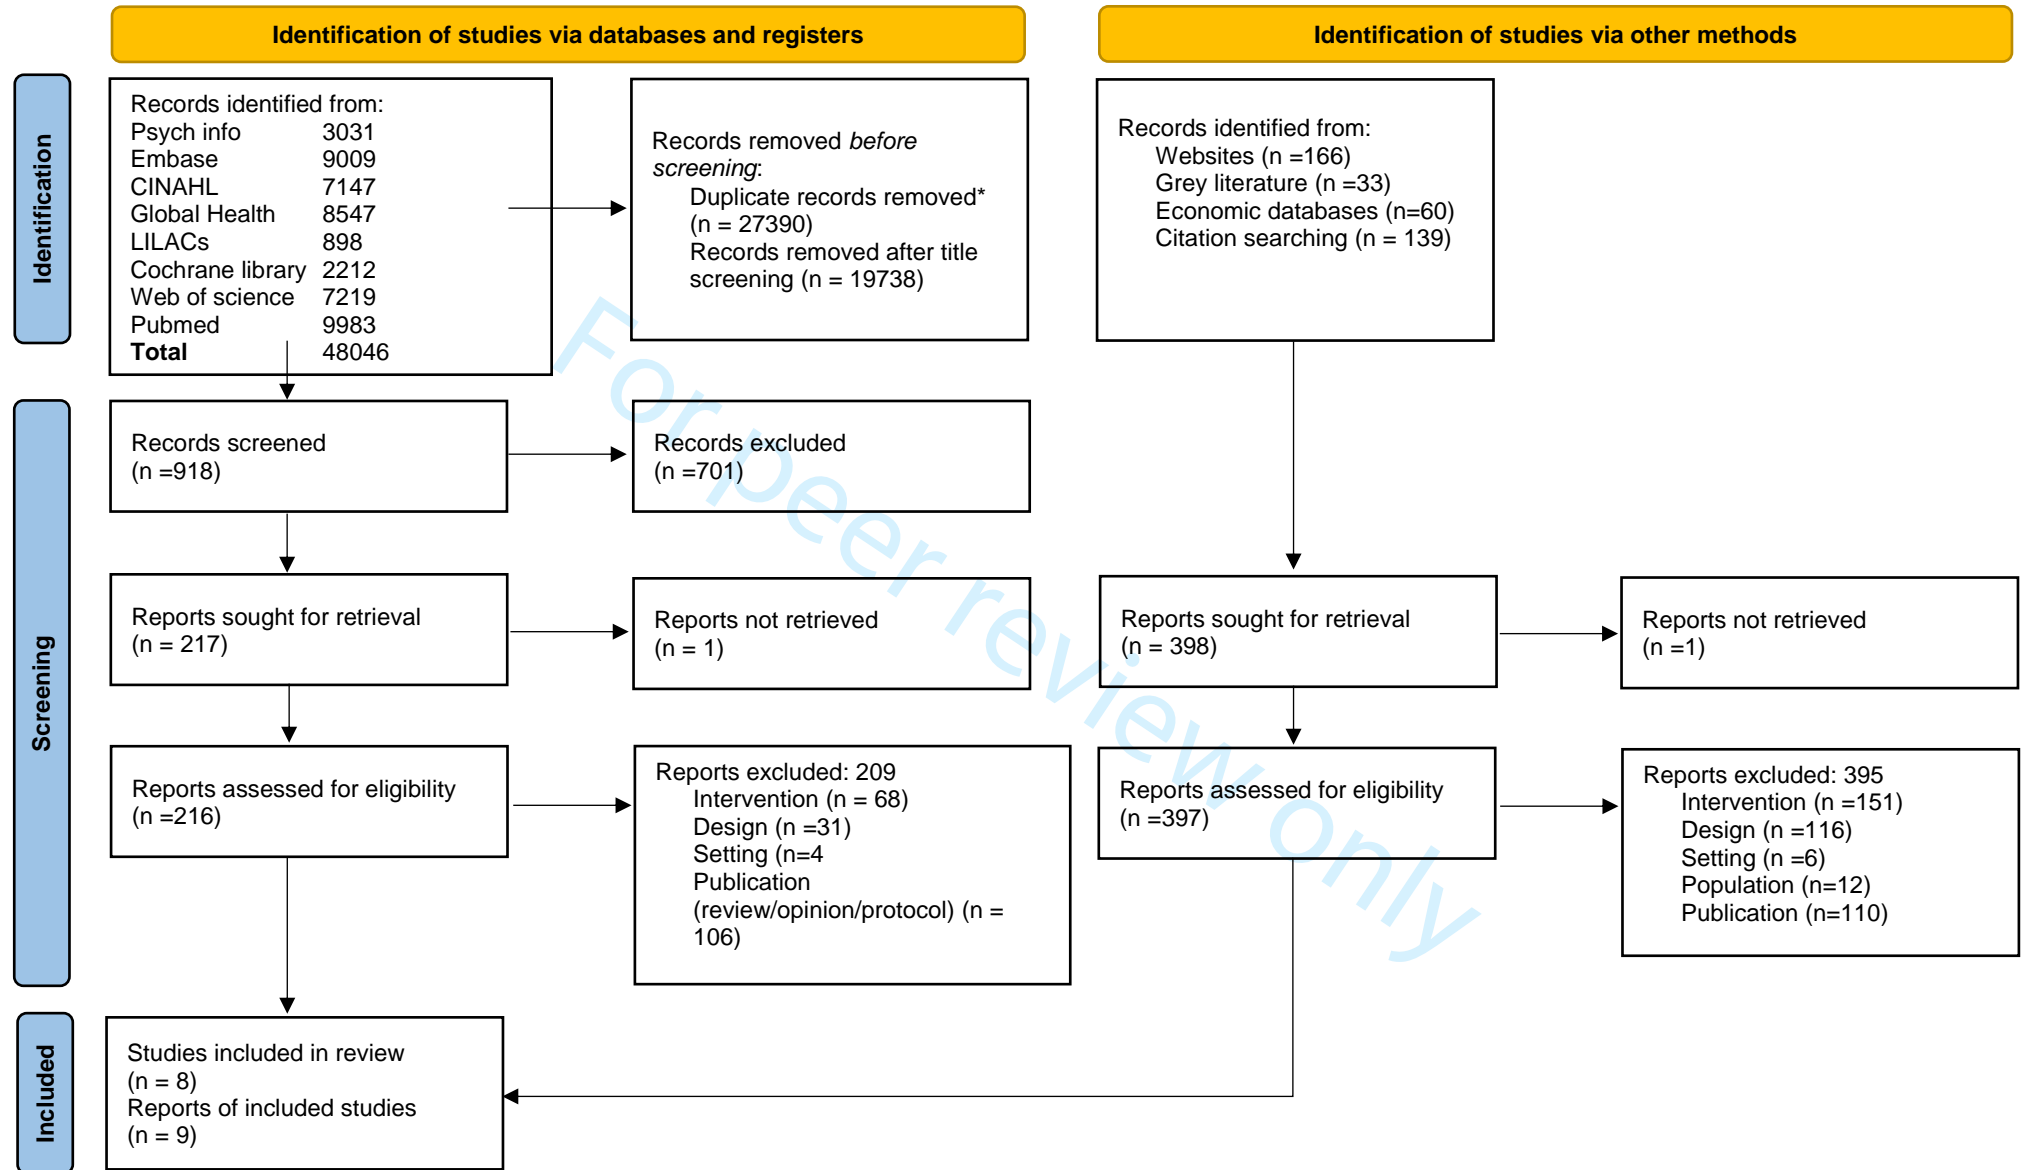 Identification of studies via databases and registers
Identification of studies via other methods
Identification
Records identified from:
Psych info 3031
Embase 9009
CINAHL 7147
Global Health 8547
LILACs 898
Cochrane library 2212
Web of science 7219
Pubmed 9983
Total 48046
Records removed before
screening:
Duplicate records removed*
(n = 27390)
Records removed after title
screening (n = 19738)
Records identified from:
Websites (n =166)
Grey literature (n =33)
Economic databases (n=60)
Citation searching (n = 139)
Screening
Records screened
(n =918)
Records excluded
(n =701)
Reports sought for retrieval
(n = 217)
Reports not retrieved
(n = 1)
Reports sought for retrieval
(n = 398)
Reports not retrieved
(n =1)
Reports assessed for eligibility
(n =216)
Reports excluded: 209
Intervention (n = 68)
Design (n =31)
Setting (n=4
Publication
(review/opinion/protocol) (n =
106)
Reports assessed for eligibility
(n =397)
Reports excluded: 395
Intervention (n =151)
Design (n =116)
Setting (n =6)
Population (n=12)
Publication (n=110)
Included
Studies included in review
(n = 8)
Reports of included studies
(n = 9)
For peer review only